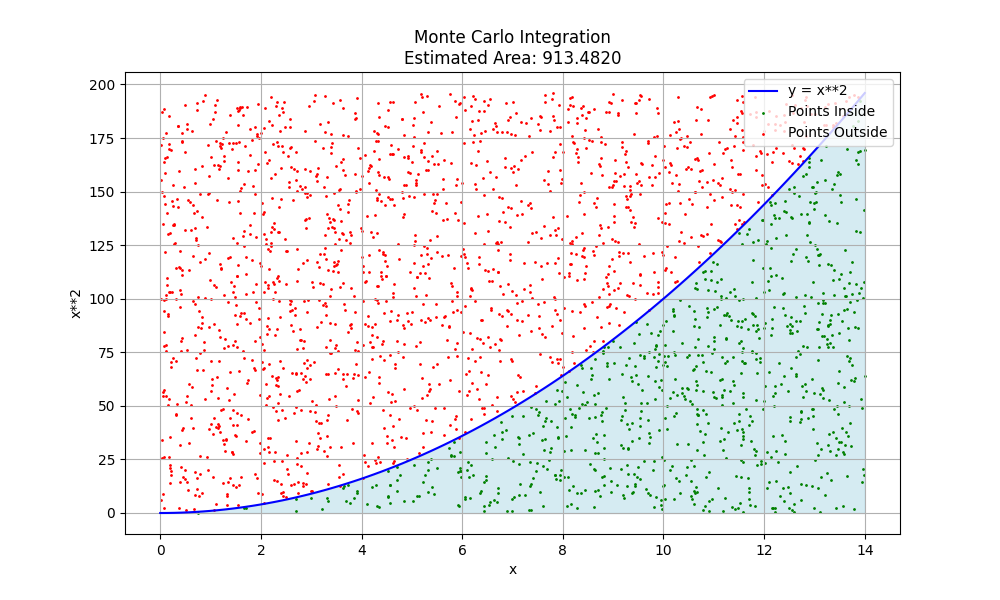 Monte Carlo Integration
Estimated Area: 913.4820
y = x**2
Points Inside
Points Outside
200
175
150
125
100
75
50
25
0
x**2
0 2 4 6 8 10 12 14
x